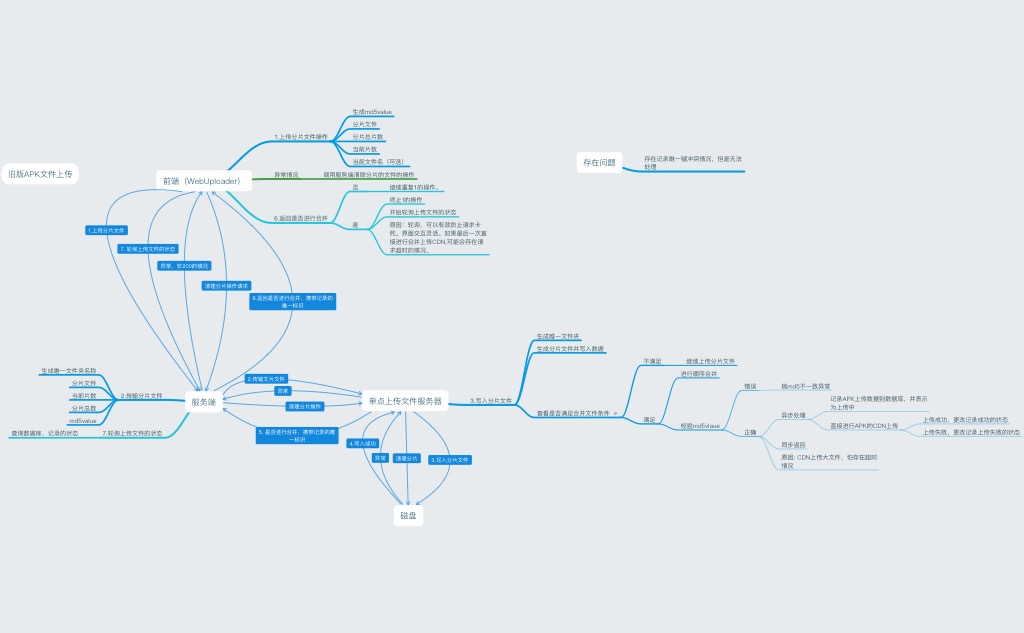 生成md5value
分片文件
1.上传分片文件操作
分片总片数
当前片数
当前文件名（可选）
旧版APK文件上传
前端（WebUploader）
异常情况
调用服务端清除分片的文件的操作
存在问题
存在记录唯一键冲突情况，但是无法
处理
否
继续重复1的操作。
6.返回是否进行合并
是
终止1的操作
开始轮询上传文件的状态
原因：轮询，可以有效防止请求卡
死。界面交互灵活。如果最后一次直
接进行合并上传CDN,可能会存在请
求超时的情况。
1.上传分片文件
7. 轮询上传文件的状态
异常，非200的情况
清理分片操作请求
6.返回是否进行合并，携带记录的
唯一标识
生成唯一文件夹名称
分片文件
当前片数
2.传输分片文件
分片总数
md5value
查询数据库，记录的状态
7.轮询上传文件的状态
服务端
2.传输文片文件
异常
清理分片操作
5. 是否进行合并，携带记录的唯
一标识
单点上传文件服务器
4.写入成功
异常
清理分片
3.写入分片文件
磁盘
3.写入分片文件
生成唯一文件夹
生成分片文件并写入数据
查看是否满足合并文件条件
不满足
继续上传分片文件
满足
进行顺序合并
校验md5vlaue
错误
抛md5不一致异常
正确
异步处理
记录APK上传数据到数据库，并表示
为上传中
直接进行APK的CDN上传
上传成功，更改记录成功的状态
上传失败，更改记录上传失败的状态
同步返回
原因: CDN上传大文件，怕存在超时
情况